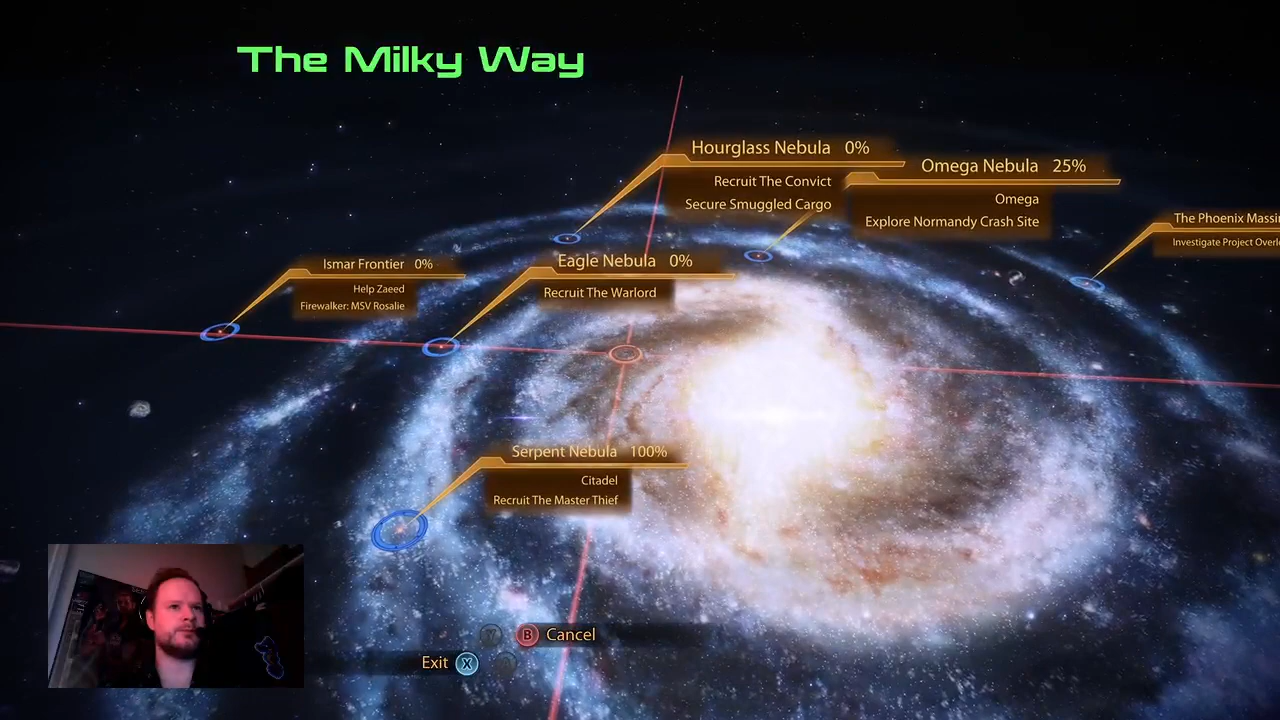 The Milky Way
Hourglass Nebula 0%
Recruit The Convict
Secure Smuggled Cargo
Omega Nebula 25%
Omega
Explore Normandy Crash Site
The Phoenix
Investigate Project
Ismar Frontier 0%
Help Zaeed
Firewalker: MSV Rosalie
Eagle Nebula 0%
Recruit The Warlord
Serpent Nebula 100%
Citadel
Recruit The Master Thief
Y
B Cancel
Exit X